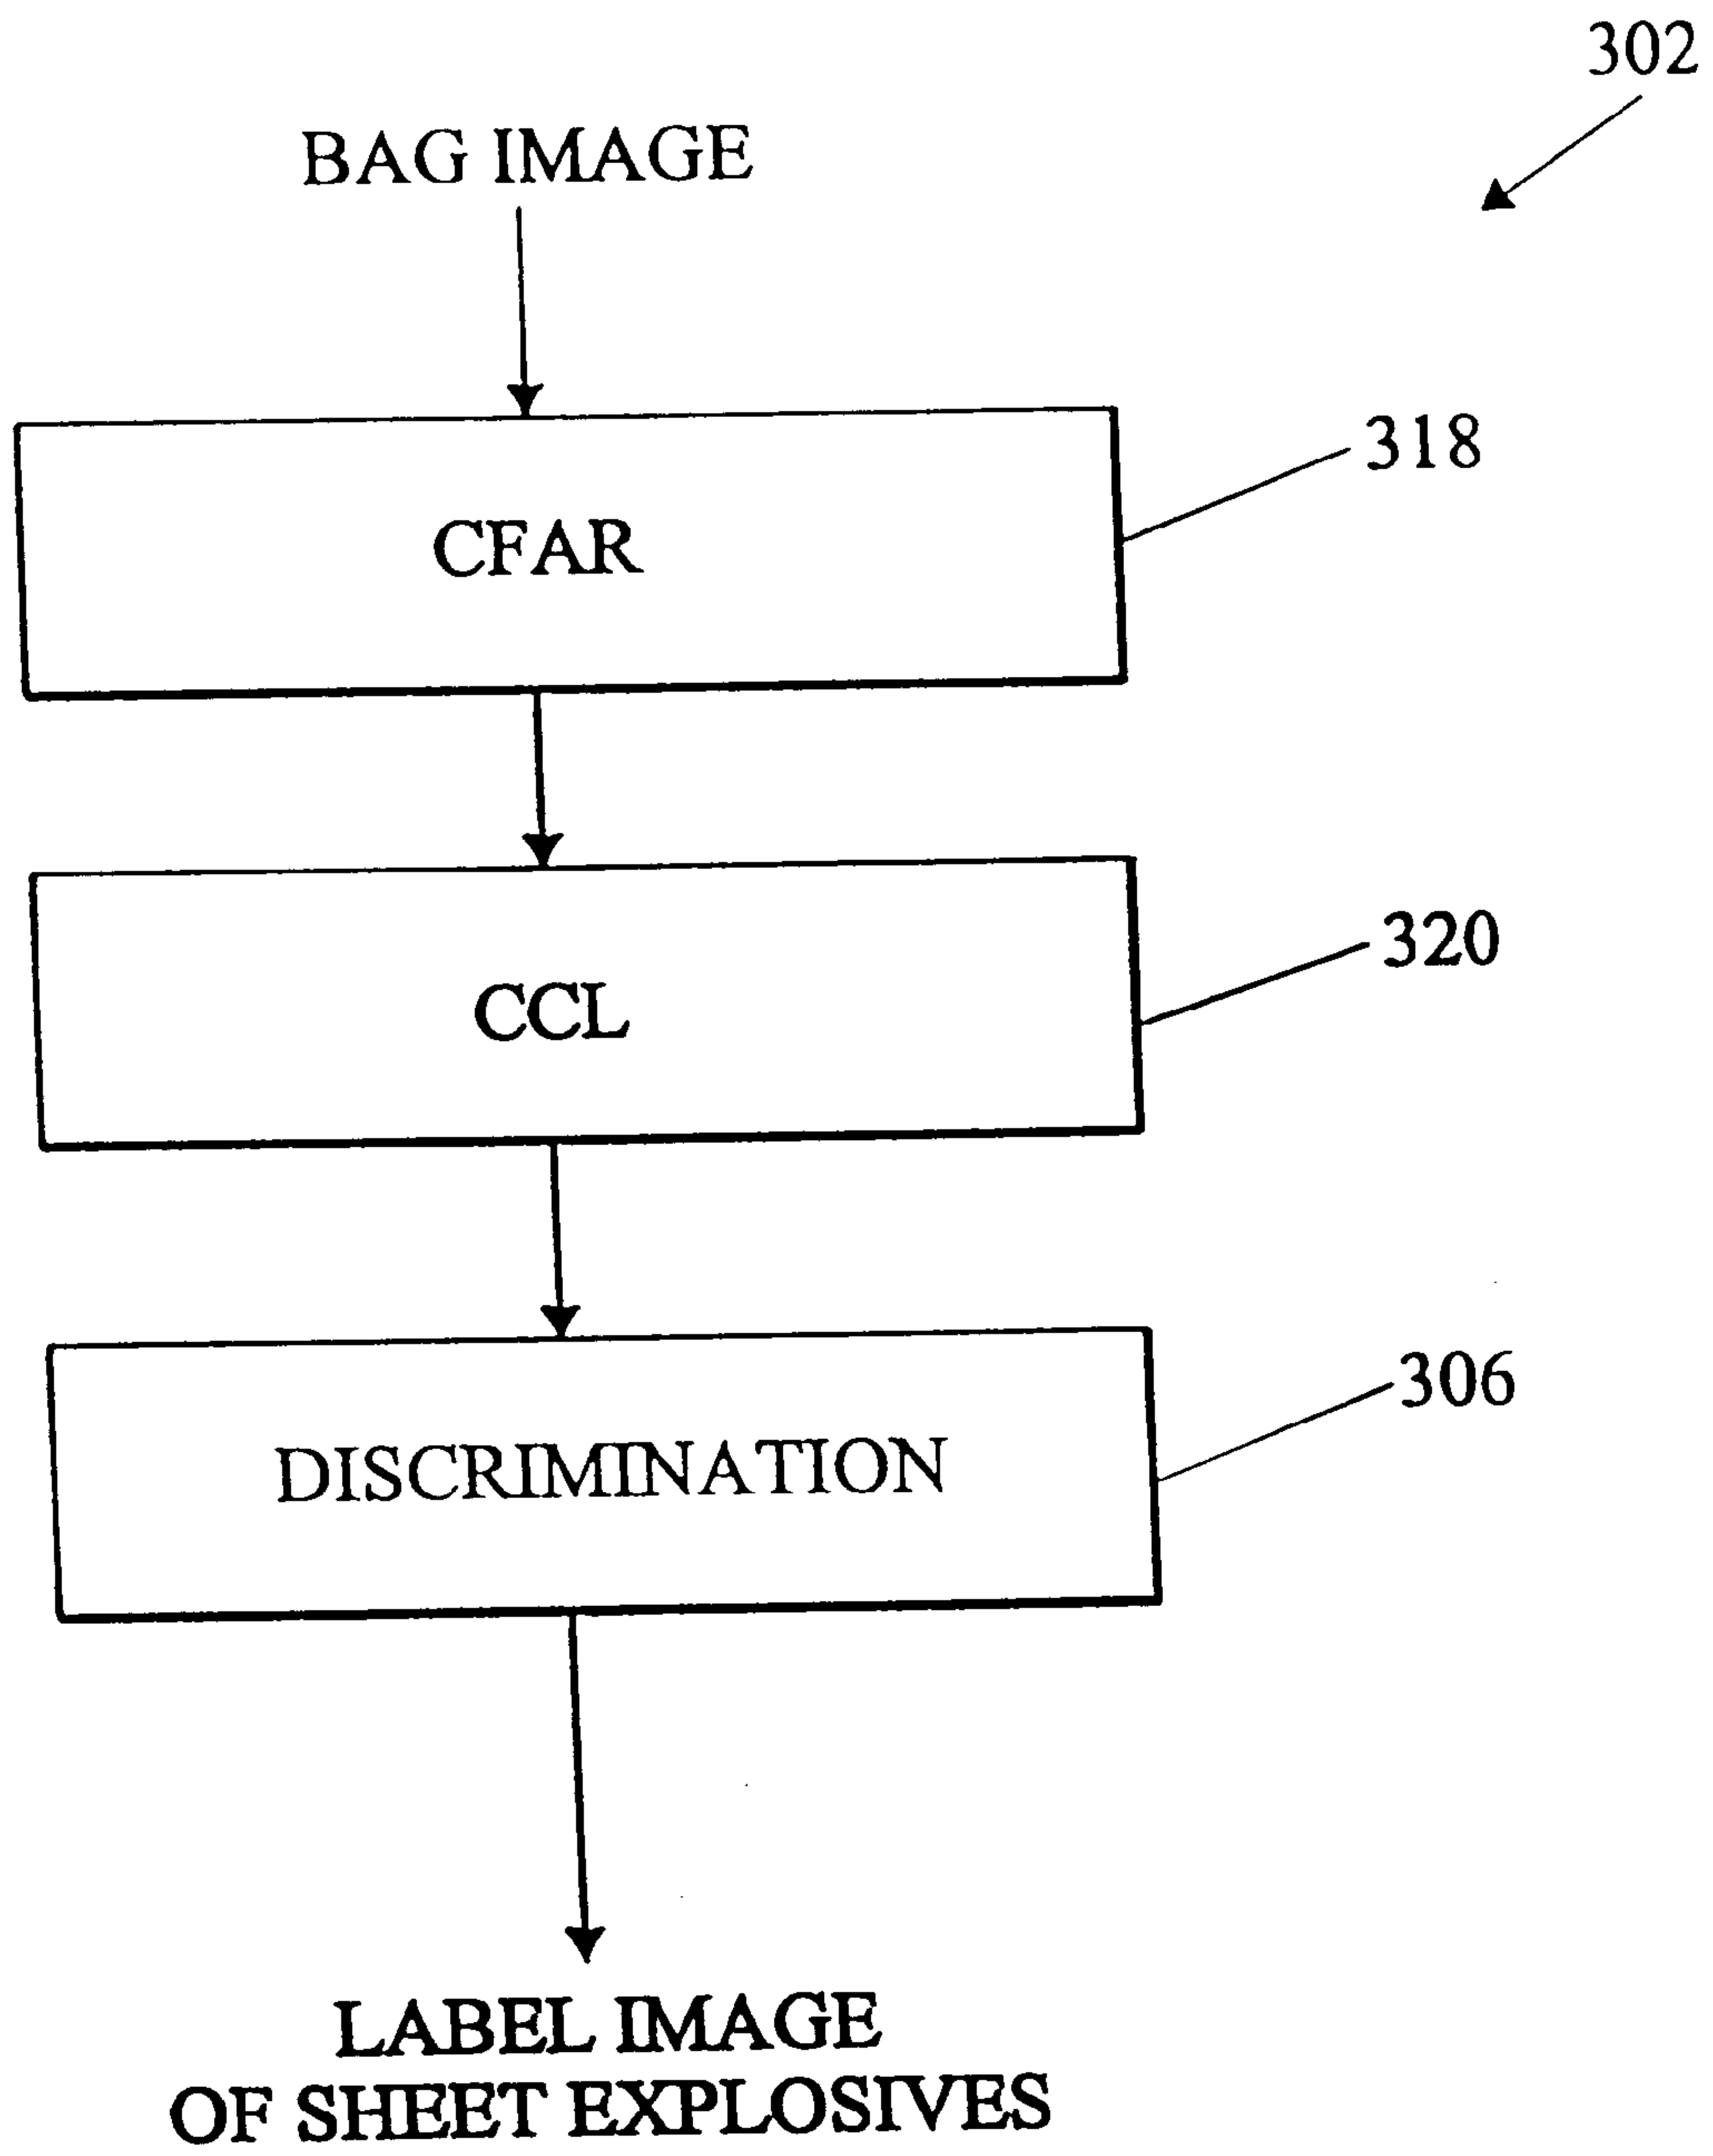 302
BAG IMAGE
318
CFAR
320
CCL
306
DISCRIMINATION
LABEL IMAGE
OF SHEET EXPLOSIVES